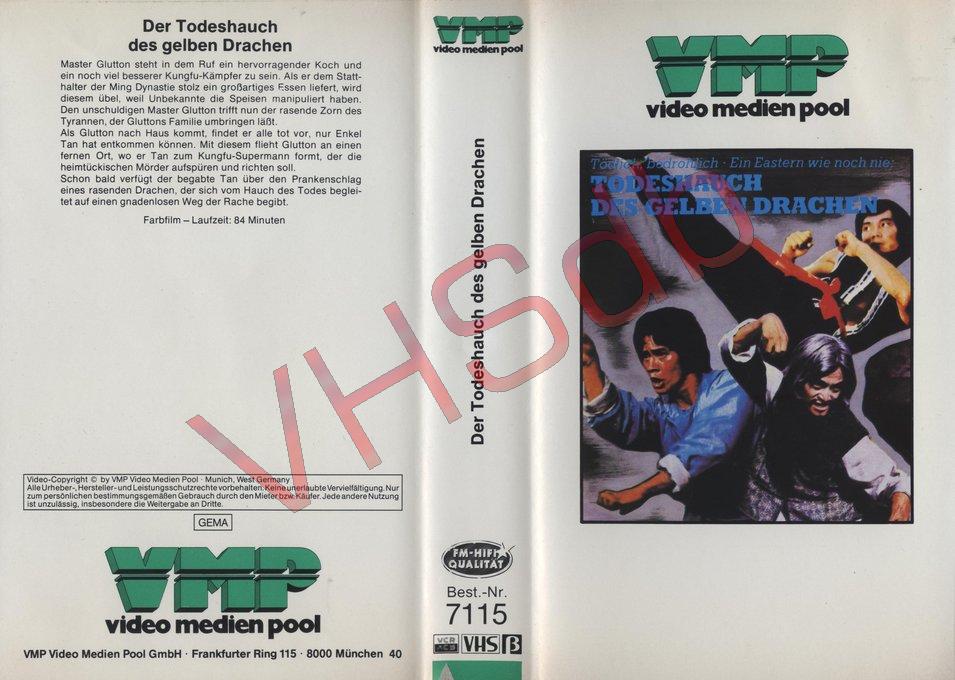 Der Todeshauch
des gelben Drachen
Master Glutton steht in dem Ruf ein hervorragender Koch und
ein noch viel besserer Kungfu-Kämpfer zu sein. Als er dem Statt-
halter der Ming Dynastie stolz ein großartiges Essen liefert, wird
diesem übel, weil Unbekannte die Speisen manipuliert haben.
Den unschuldigen Master Glutton trifft nun der rasende Zorn des
Tyrannen, der Gluttons Familie umbringen läßt.
Als Glutton nach Haus kommt, findet er alle tot vor, nur Enkel
Tan hat entkommen können. Mit diesem flieht Glutton an einen
fernen Ort, wo er Tan zum Kungfu-Supermann formt, der die
heimtückischen Mörder aufspüren und richten soll.
Schon bald verfügt der begabte Tan über den Prankenschlag
eines rasenden Drachen, der sich vom Hauch des Todes beglei-
tet auf einen gnadenlosen Weg der Rache begibt.
Farbfilm – Laufzeit: 84 Minuten
Video-Copyright © by VMP Video Medien Pool · Munich, West Germany
Alle Urheber-, Hersteller- und Leistungsschutzrechte vorbehalten. Keine unerlaubte Vervielfältigung. Nur
zum persönlichen bestimmungsgemäßen Gebrauch durch den Mieter bzw. Käufer. Jede andere Nutzung
ist unzulässig, insbesondere die Weitergabe an Dritte.
GEMA
VMP
video medien pool
VMP Video Medien Pool GmbH · Frankfurter Ring 115 · 8000 München 40
VMP
video medien pool
Der Todeshauch des gelben Drachen
FM-HIFI
QUALITÄT
Best.-Nr.
7115
VCR
VHS
β
VMP
video medien pool
Tödlich, bedrohlich · Ein Eastern wie noch nie:
TODESHAUCH
DES GELBEN DRACHEN
VHSdb